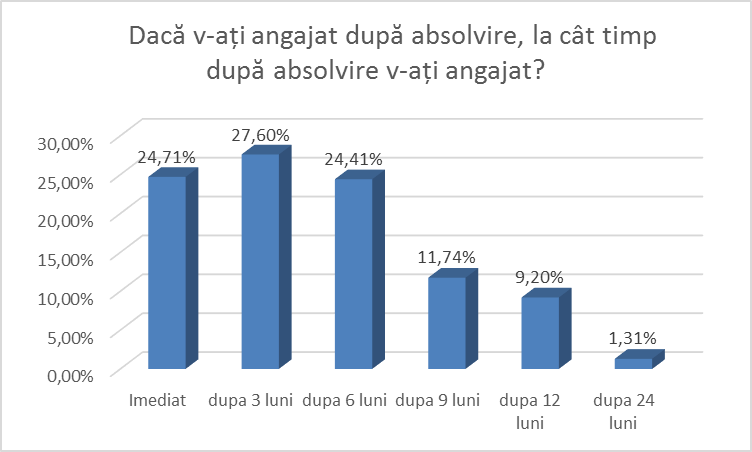 Dacă v-ați angajat după absolvire, la cât timp
după absolvire v-ați angajat?
30,00%
25,00%
20,00%
15,00%
10,00%
5,00%
0,00%
24,71%
27,60%
24,41%
11,74%
9,20%
1,31%
Imediat
dupa 3 luni
dupa 6 luni
dupa 9 luni
dupa 12
luni
dupa 24
luni